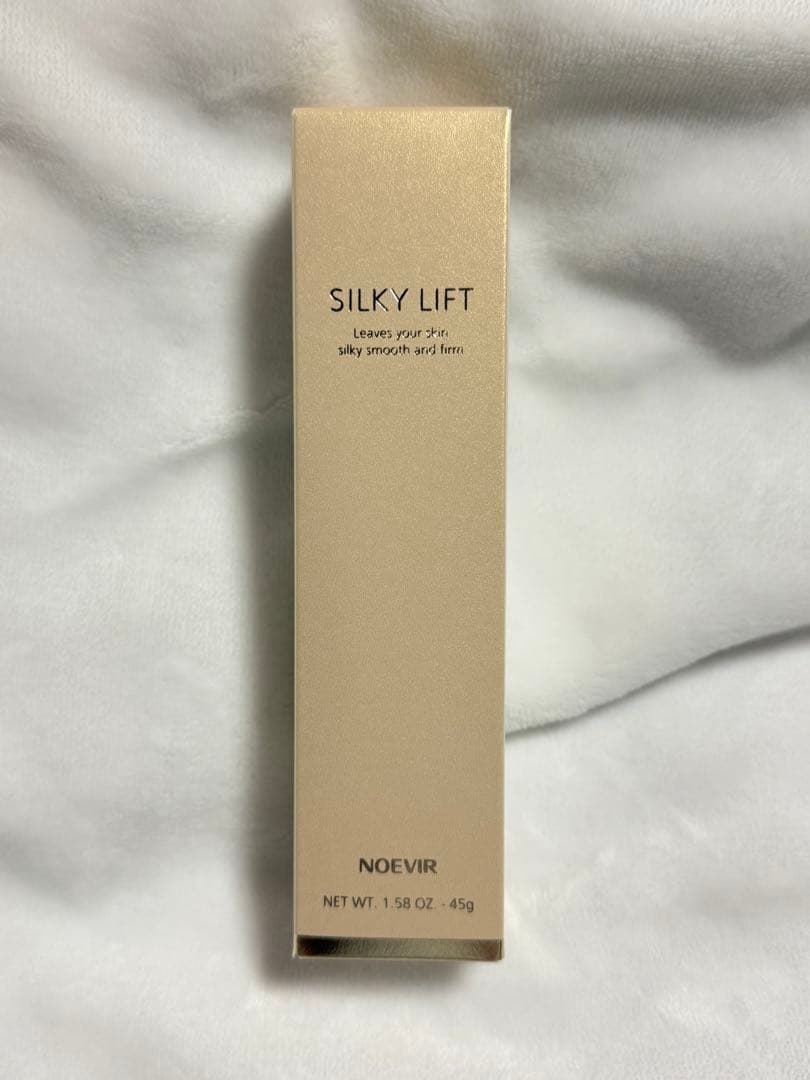 SILKY LIFT
Leaves your skin
silky smooth and firm
NOEVIR
NET WT. 1.58 OZ. - 45g